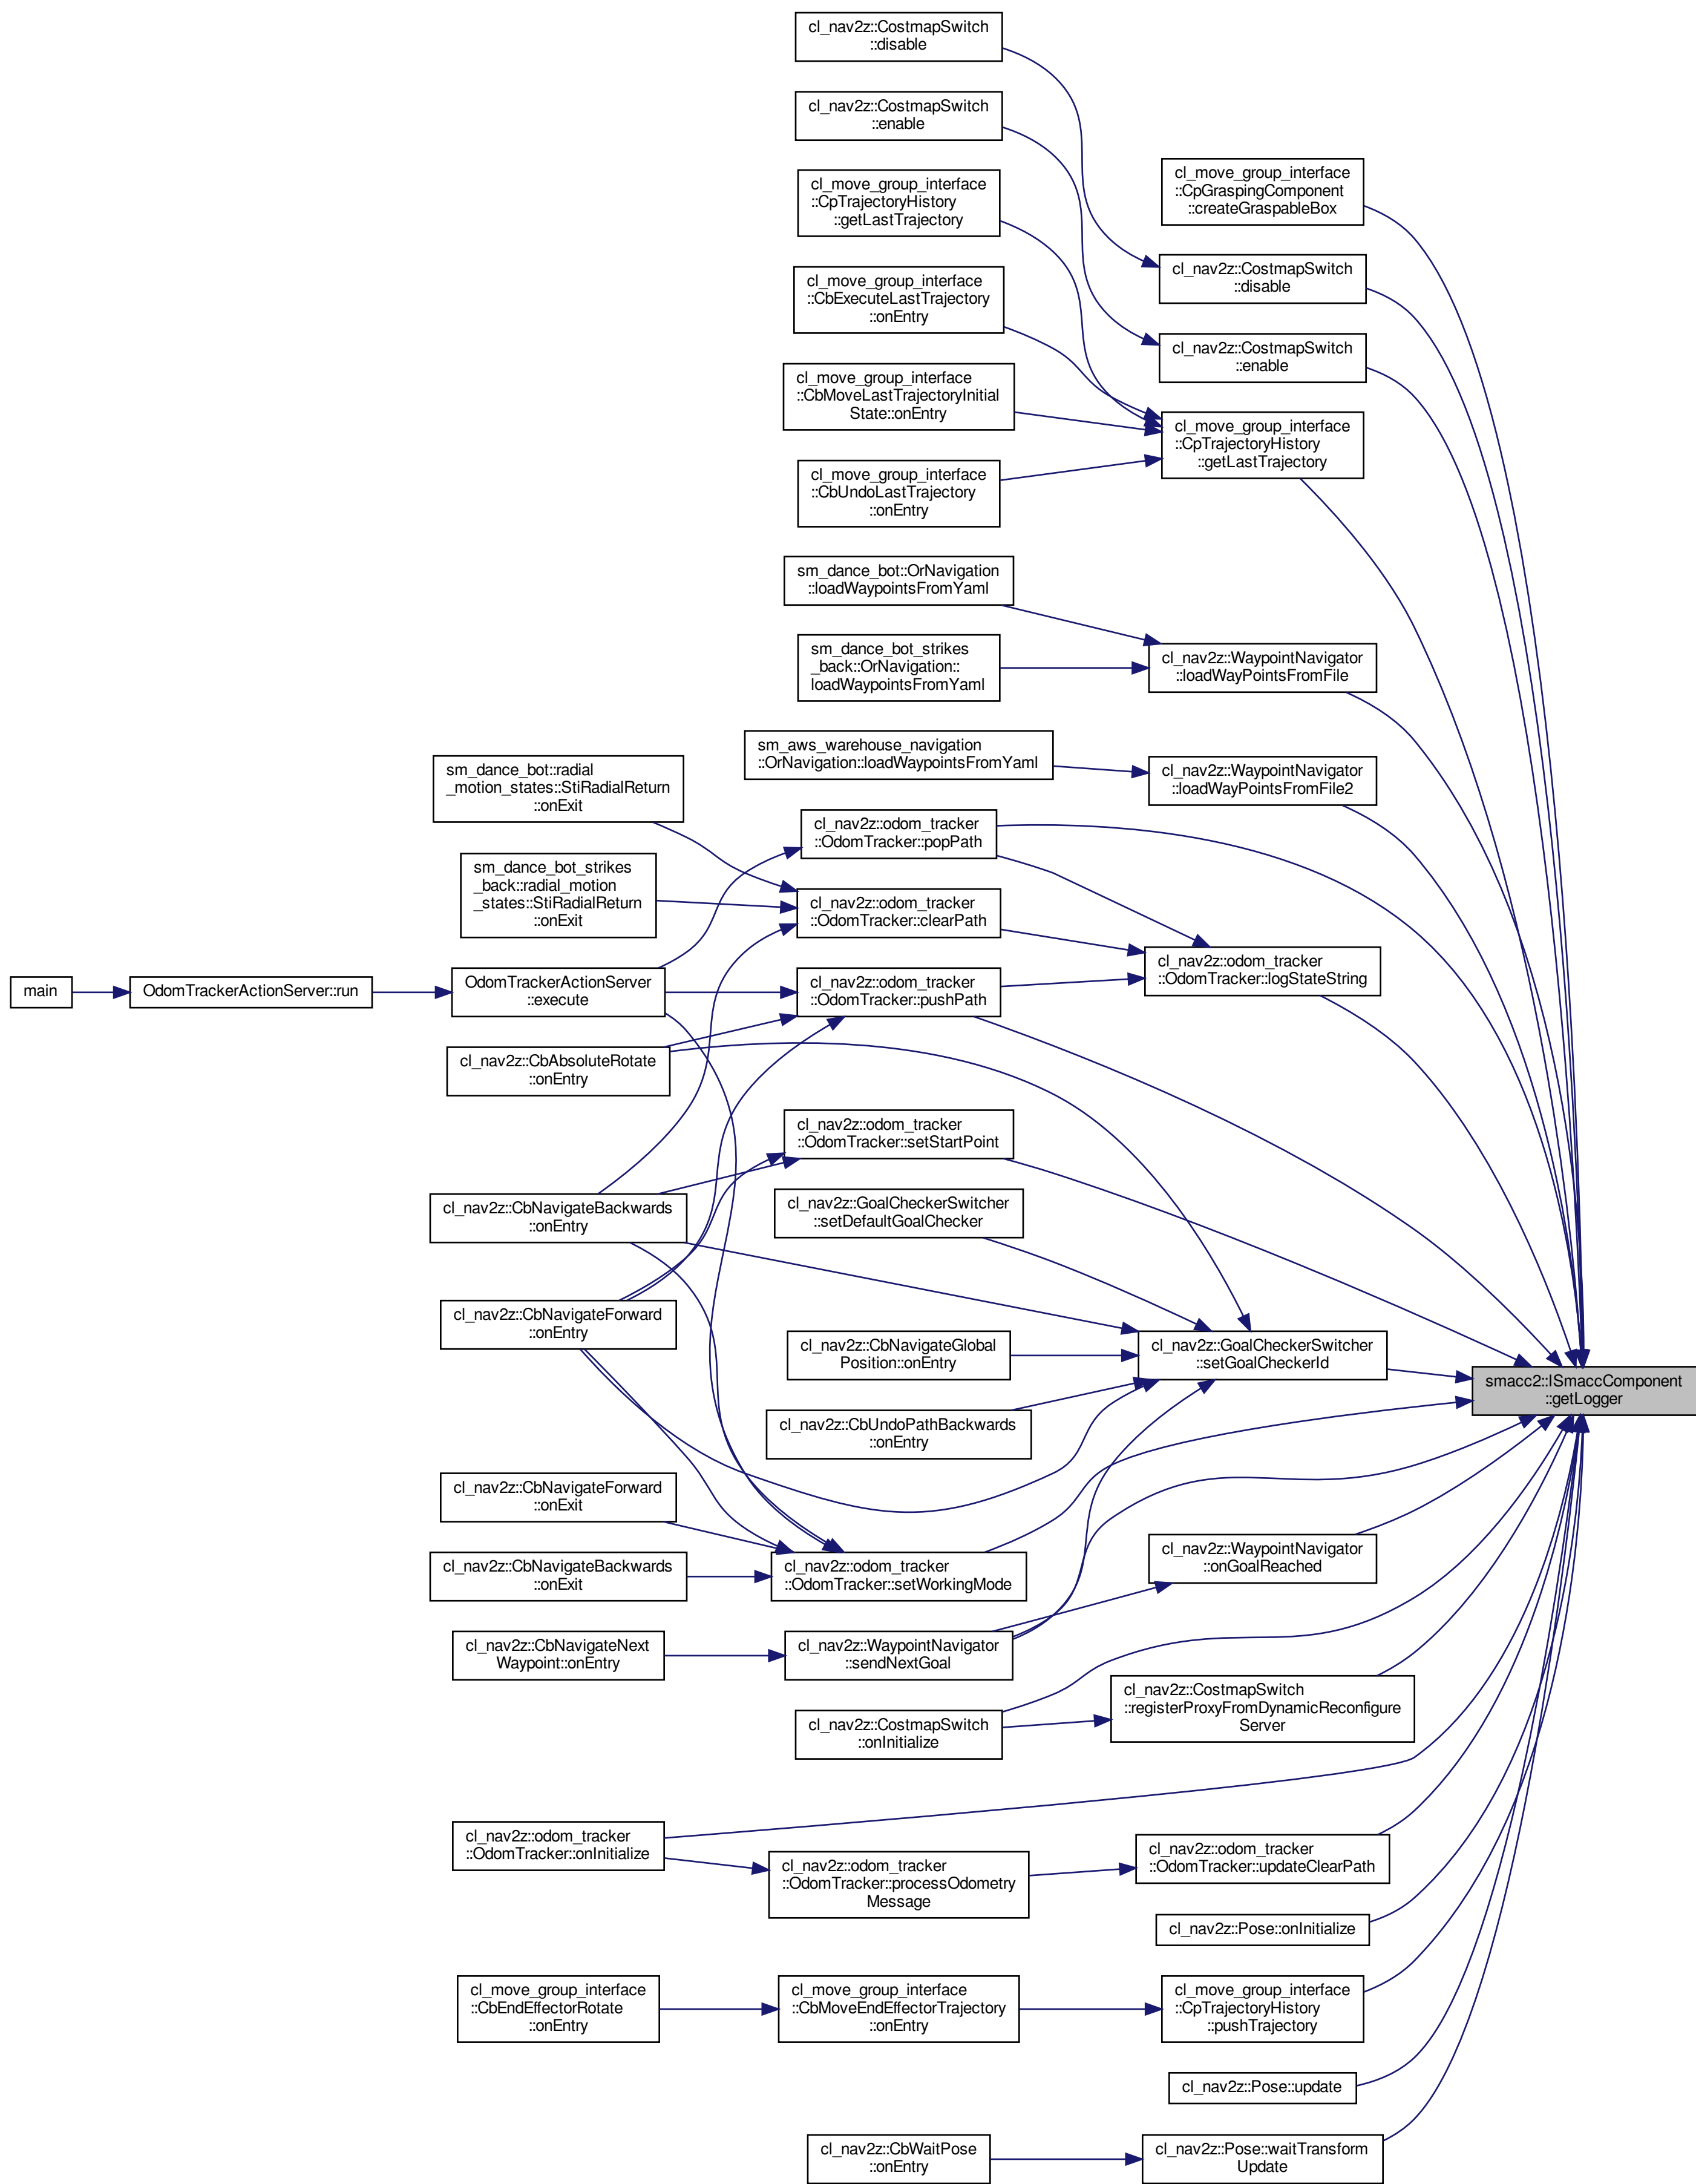 cl_nav2z::CostmapSwitch
::disable
cl_nav2z::CostmapSwitch
::enable
cl_move_group_interface
::CpGraspingComponent
::createGraspableBox
cl_move_group_interface
::CpTrajectoryHistory
::getLastTrajectory
cl_nav2z::CostmapSwitch
::disable
cl_move_group_interface
::CbExecuteLastTrajectory
::onEntry
cl_nav2z::CostmapSwitch
::enable
cl_move_group_interface
::CbMoveLastTrajectoryInitial
State::onEntry
cl_move_group_interface
::CpTrajectoryHistory
::getLastTrajectory
cl_move_group_interface
::CbUndoLastTrajectory
::onEntry
sm_dance_bot::OrNavigation
::loadWaypointsFromYaml
sm_dance_bot_strikes
_back::OrNavigation::
loadWaypointsFromYaml
cl_nav2z::WaypointNavigator
::loadWayPointsFromFile
sm_aws_warehouse_navigation
::OrNavigation::loadWaypointsFromYaml
cl_nav2z::WaypointNavigator
::loadWayPointsFromFile2
sm_dance_bot::radial
_motion_states::StiRadialReturn
::onExit
cl_nav2z::odom_tracker
::OdomTracker::popPath
sm_dance_bot_strikes
_back::radial_motion
_states::StiRadialReturn
::onExit
cl_nav2z::odom_tracker
::OdomTracker::clearPath
cl_nav2z::odom_tracker
::OdomTracker::logStateString
main
OdomTrackerActionServer::run
OdomTrackerActionServer
::execute
cl_nav2z::odom_tracker
::OdomTracker::pushPath
cl_nav2z::CbAbsoluteRotate
::onEntry
cl_nav2z::odom_tracker
::OdomTracker::setStartPoint
cl_nav2z::CbNavigateBackwards
::onEntry
cl_nav2z::GoalCheckerSwitcher
::setDefaultGoalChecker
cl_nav2z::CbNavigateForward
::onEntry
cl_nav2z::CbNavigateGlobal
Position::onEntry
cl_nav2z::GoalCheckerSwitcher
::setGoalCheckerId
smacc2::ISmaccComponent
::getLogger
cl_nav2z::CbUndoPathBackwards
::onEntry
cl_nav2z::CbNavigateForward
::onExit
cl_nav2z::CbNavigateBackwards
::onExit
cl_nav2z::odom_tracker
::OdomTracker::setWorkingMode
cl_nav2z::WaypointNavigator
::onGoalReached
cl_nav2z::CbNavigateNext
Waypoint::onEntry
cl_nav2z::WaypointNavigator
::sendNextGoal
cl_nav2z::CostmapSwitch
::onInitialize
cl_nav2z::CostmapSwitch
::registerProxyFromDynamicReconfigure
Server
cl_nav2z::odom_tracker
::OdomTracker::onInitialize
cl_nav2z::odom_tracker
::OdomTracker::processOdometry
Message
cl_nav2z::odom_tracker
::OdomTracker::updateClearPath
cl_nav2z::Pose::onInitialize
cl_move_group_interface
::CbEndEffectorRotate
::onEntry
cl_move_group_interface
::CbMoveEndEffectorTrajectory
::onEntry
cl_move_group_interface
::CpTrajectoryHistory
::pushTrajectory
cl_nav2z::Pose::update
cl_nav2z::CbWaitPose
::onEntry
cl_nav2z::Pose::waitTransform
Update